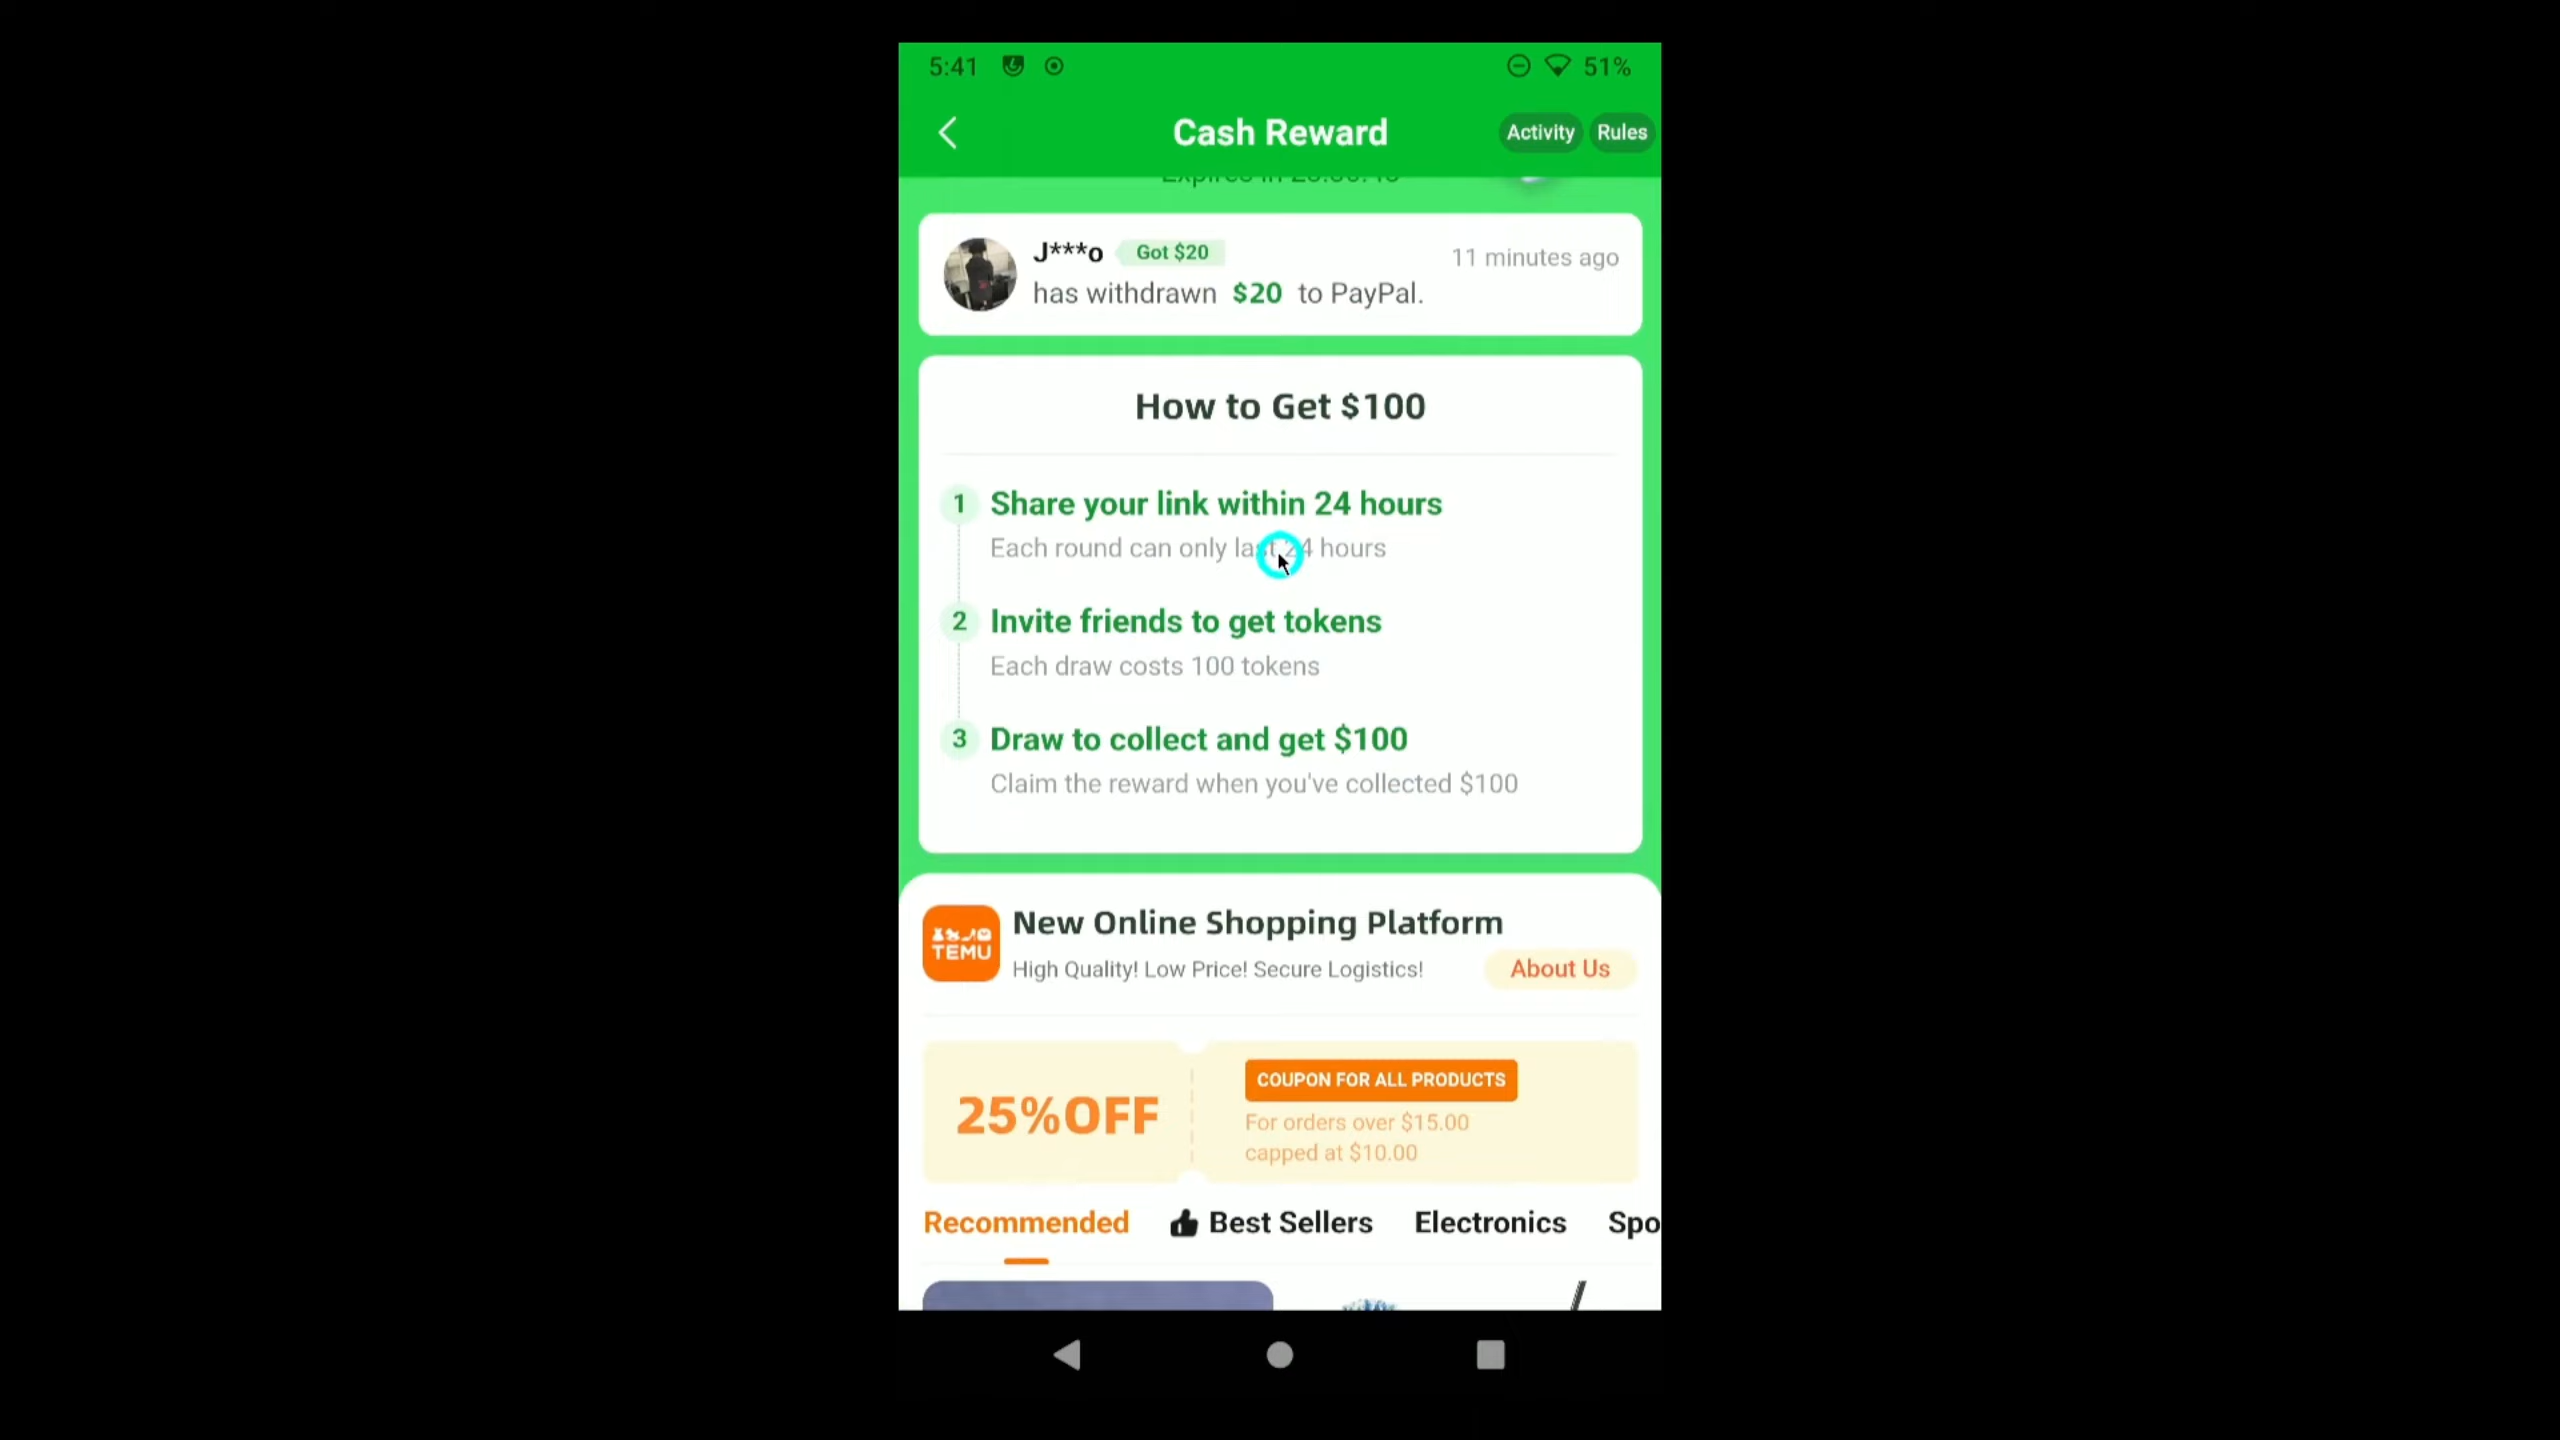 5:41
51%
Cash Reward
Activity
Rules
Expires in
J***o
Got $20
11 minutes ago
has withdrawn $20 to PayPal.
How to Get $100
1 Share your link within 24 hours
Each round can only last 24 hours
2 Invite friends to get tokens
Each draw costs 100 tokens
3 Draw to collect and get $100
Claim the reward when you've collected $100
TEMU
New Online Shopping Platform
High Quality! Low Price! Secure Logistics!
About Us
25%OFF
COUPON FOR ALL PRODUCTS
For orders over $15.00
capped at $10.00
Recommended
Best Sellers
Electronics
Spo